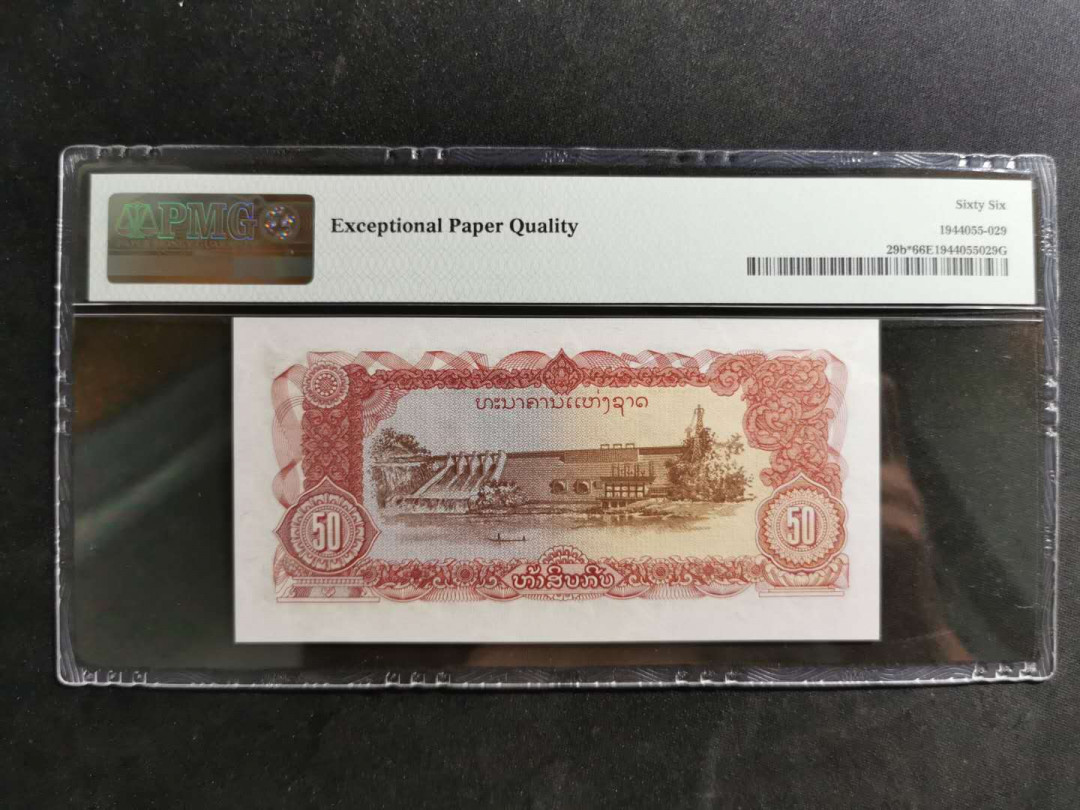 PMG
Exceptional Paper Quality
Sixty Six
1944055-029
29b*66E1944055029G
ທະນາຄານແຫ່ງຊາດ
50
50
ຫ້າສິບກີບ